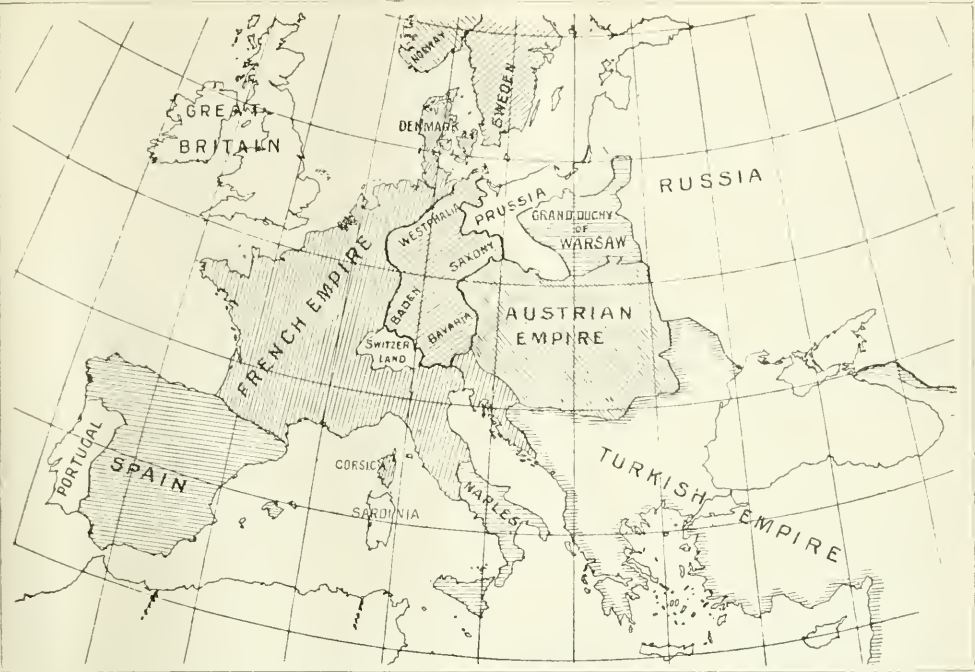 NORWAY
SWEDEN
GREAT
BRITAIN
DENMARK
RUSSIA
WESTPHALIA
PRUSSIA
GRAND DUCHY
OF
WARSAW
SAXONY
FRENCH EMPIRE
BADEN
BAVARIA
AUSTRIAN
EMPIRE
SWITZER
LAND
PORTUGAL
SPAIN
CORSICA
SARDINIA
NAPLES
TURKISH EMPIRE